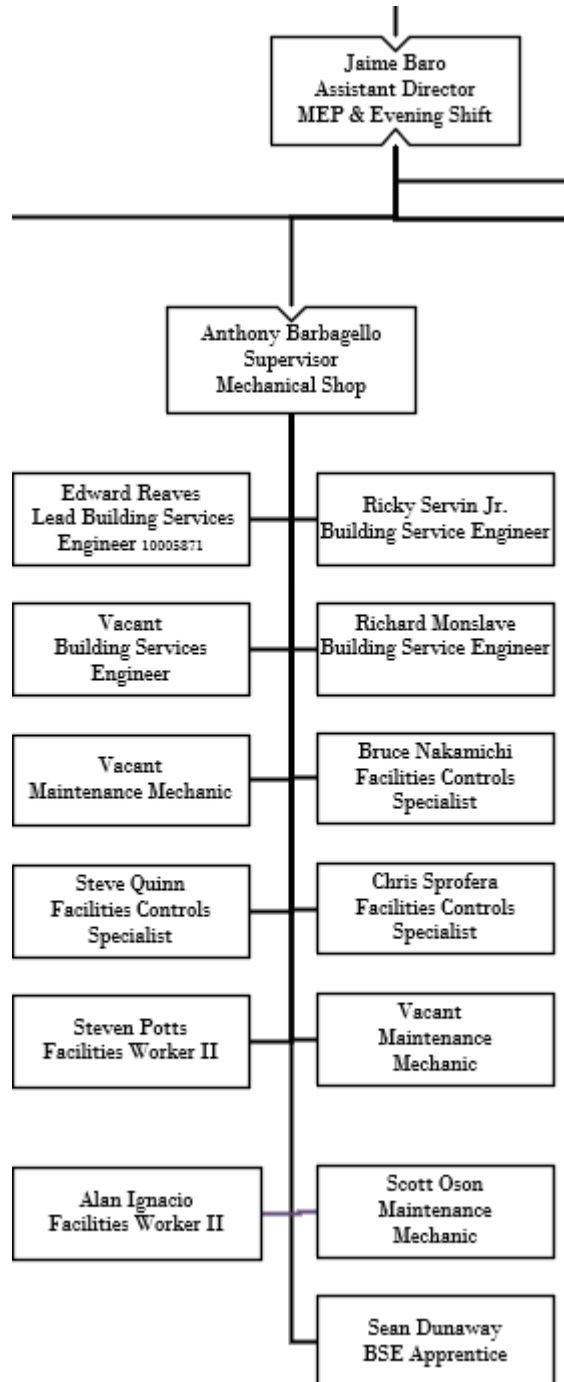 Jaime Baro
Assistant Director
MEP & Evening Shift
Anthony Barbagello
Supervisor
Mechanical Shop
Edward Reaves
Lead Building Services
Engineer 10005871
Ricky Servin Jr.
Building Service Engineer
Vacant
Building Services
Engineer
Richard Monslave
Building Service Engineer
Vacant
Maintenance Mechanic
Bruce Nakamichi
Facilities Controls
Specialist
Steve Quinn
Facilities Controls
Specialist
Chris Sprofera
Facilities Controls
Specialist
Steven Potts
Facilities Worker II
Vacant
Maintenance
Mechanic
Alan Ignacio
Facilities Worker II
Scott Oson
Maintenance
Mechanic
Sean Dunaway
BSE Apprentice